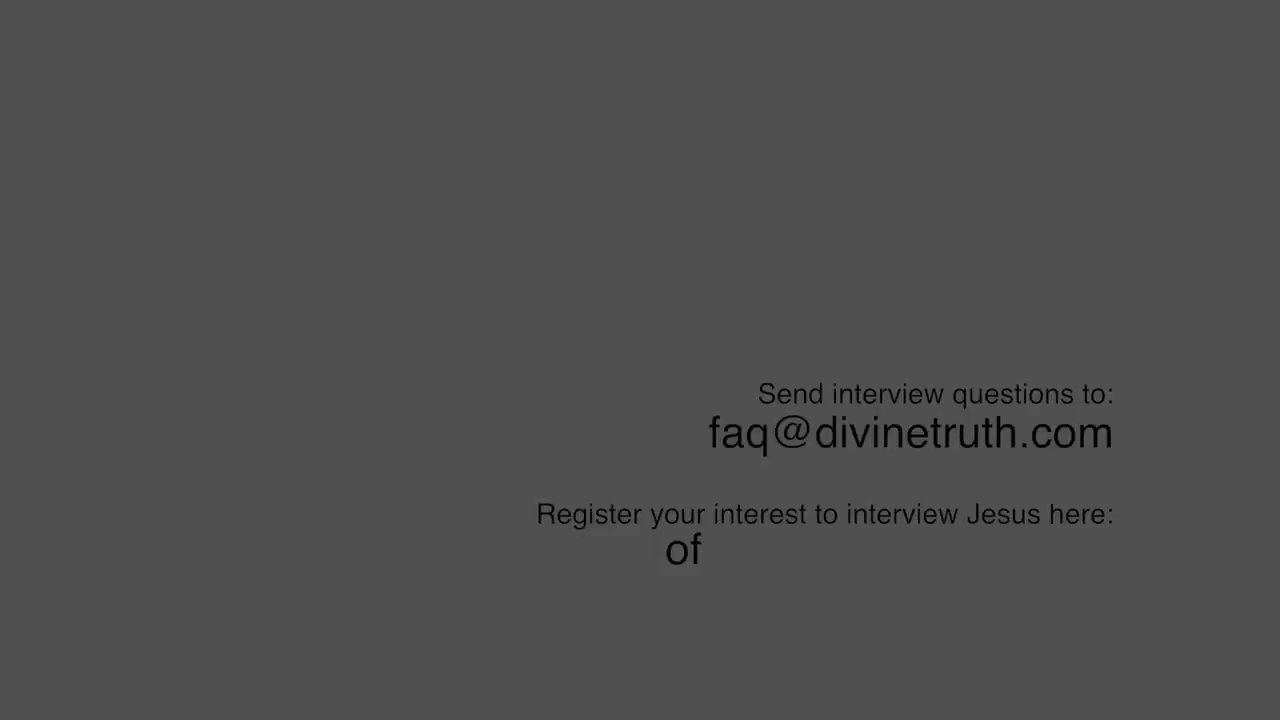 Send interview questions to:
faq@divinetruth.com
Register your interest to interview Jesus here:
of